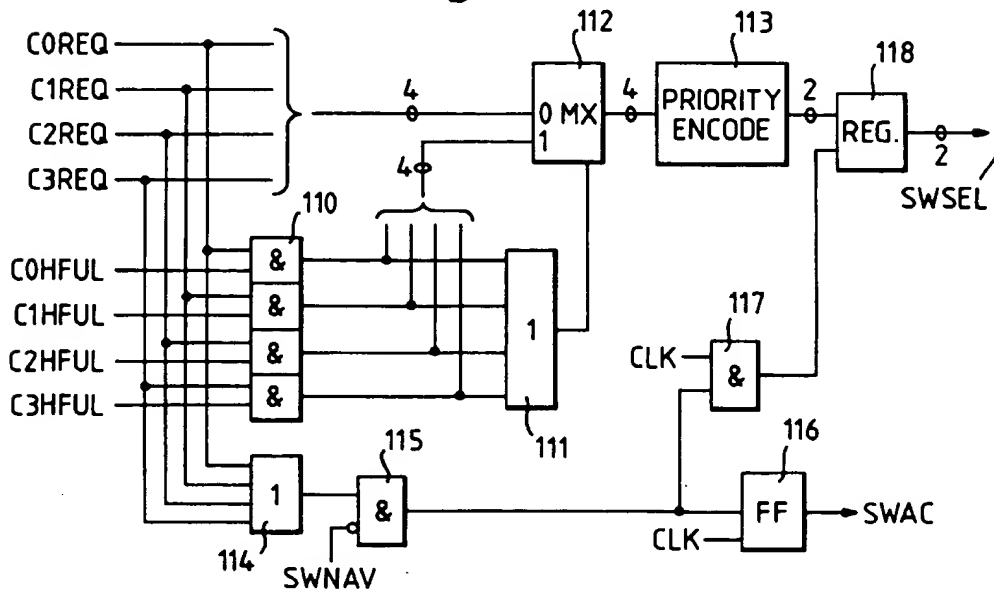 C0REQ
C1REQ
C2REQ
C3REQ
4
4
112
0 MX
1
4
113
PRIORITY
ENCODE
2
118
REG.
2
SWSEL
110
C0HFUL
C1HFUL
C2HFUL
C3HFUL
&
&
&
&
1
111
117
CLK
&
114
1
115
&
SWNAV
116
FF
CLK
SWAC